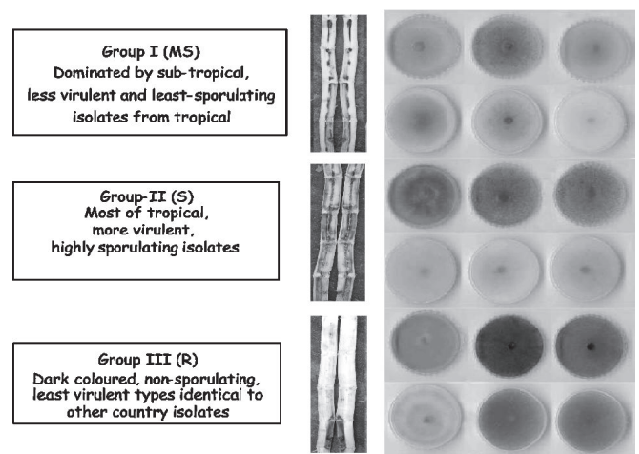 Group I (MS)
Dominated by sub-tropical,
less virulent and least-sporulating
isolates from tropical
Group-II (S)
Most of tropical,
more virulent,
highly sporulating isolates
Group III (R)
Dark coloured, non-sporulating,
least virulent types identical to
other country isolates